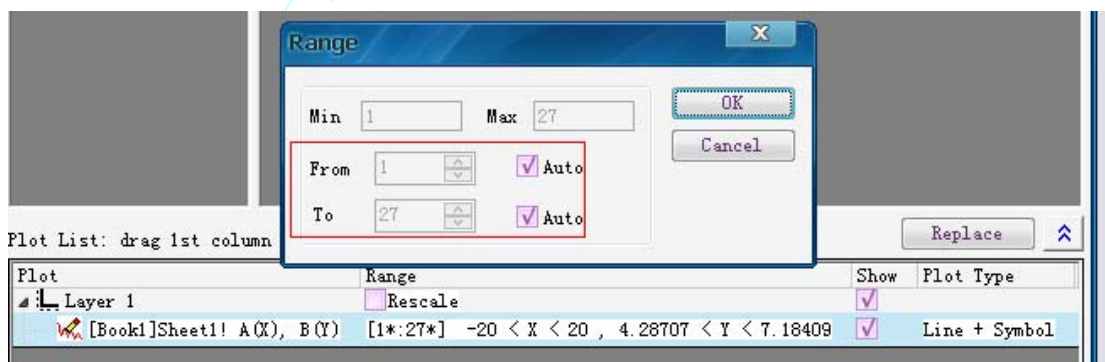 Range
Min 1 Max 27
OK
From 1 Auto
Cancel
To 27 Auto
Plot List: drag 1st column
Replace
Plot Range Show Plot Type
Layer 1 Rescale
[Book1]Sheet1! A(X), B(Y) [1*:27*] -20 < X < 20 , 4.28707 < Y < 7.18409 Line + Symbol